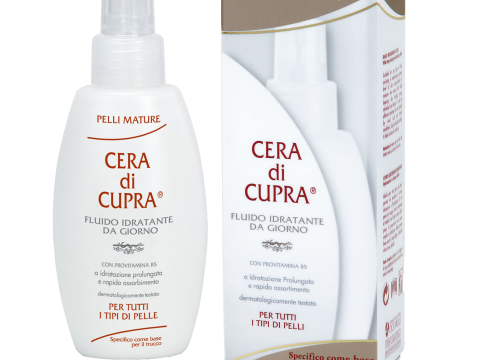 PELLI MATURE
CERA
di
CUPRA®
FLUIDO IDRATANTE
DA GIORNO
CON PROVITAMINA B5
a idratazione prolungata
e rapido assorbimento
dermatologicamente testato
PER TUTTI
I TIPI DI PELLE
Specifico come base
per il trucco
CERA
di
CUPRA®
FLUIDO IDRATANTE
DA GIORNO
CON PROVITAMINA B5
a Idratazione Prolungata
e rapido assortimento
dermatologicamente testato
PER TUTTI
I TIPI DI PELLI
Specifico come base